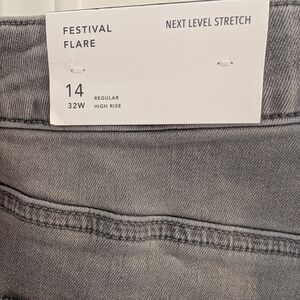 FESTIVAL
FLARE
NEXT LEVEL STRETCH
14
32W
REGULAR
HIGH RISE